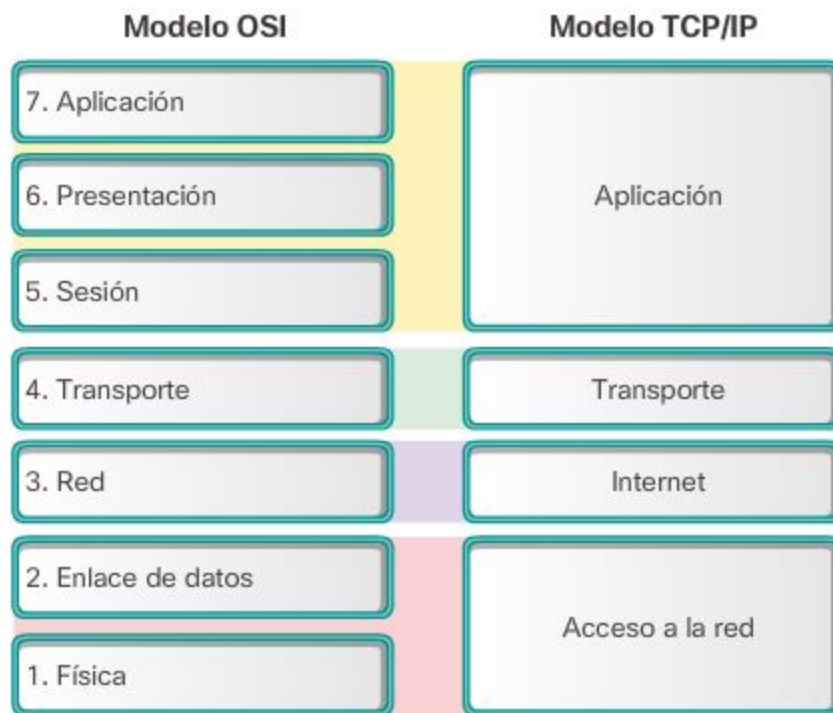 Modelo OSI
Modelo TCP/IP
7. Aplicación
6. Presentación
5. Sesión
Aplicación
4. Transporte
Transporte
3. Red
Internet
2. Enlace de datos
1. Física
Acceso a la red